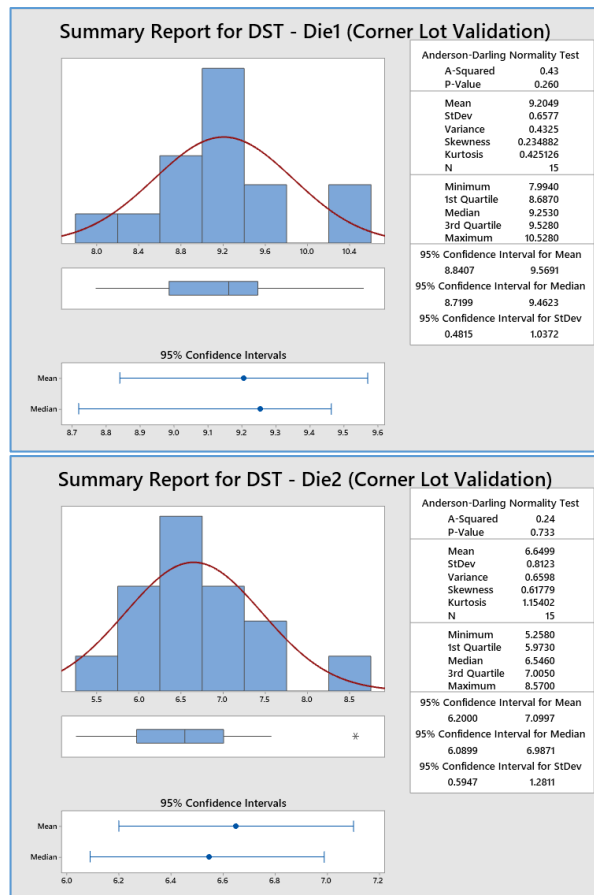 Summary Report for DST - Die1 (Corner Lot Validation)
Anderson-Darling Normality Test
A-Squared 0.43
P-Value 0.260
Mean 9.2049
StDev 0.6577
Variance 0.4325
Skewness 0.234882
Kurtosis 0.425126
N 15
Minimum 7.9940
1st Quartile 8.6870
Median 9.2530
3rd Quartile 9.5280
Maximum 10.5280
95% Confidence Interval for Mean
8.8407 9.5691
95% Confidence Interval for Median
8.7199 9.4623
95% Confidence Interval for StDev
0.4815 1.0372
8.0 8.4 8.8 9.2 9.6 10.0 10.4
95% Confidence Intervals
Mean
Median
8.7 8.8 9.0 9.1 9.2 9.3 9.4 9.5 9.6
Summary Report for DST - Die2 (Corner Lot Validation)
Anderson-Darling Normality Test
A-Squared 0.24
P-Value 0.733
Mean 6.6499
StDev 0.8123
Variance 0.6598
Skewness 0.61779
Kurtosis 1.15402
N 15
Minimum 5.2580
1st Quartile 5.9730
Median 6.5460
3rd Quartile 7.0050
Maximum 8.5700
95% Confidence Interval for Mean
6.2000 7.0997
95% Confidence Interval for Median
6.0899 6.9871
95% Confidence Interval for StDev
0.5947 1.2811
5.5 6.0 6.5 7.0 7.5 8.0 8.5
95% Confidence Intervals
Mean
Median
6.0 6.2 6.4 6.6 6.8 7.0 7.2